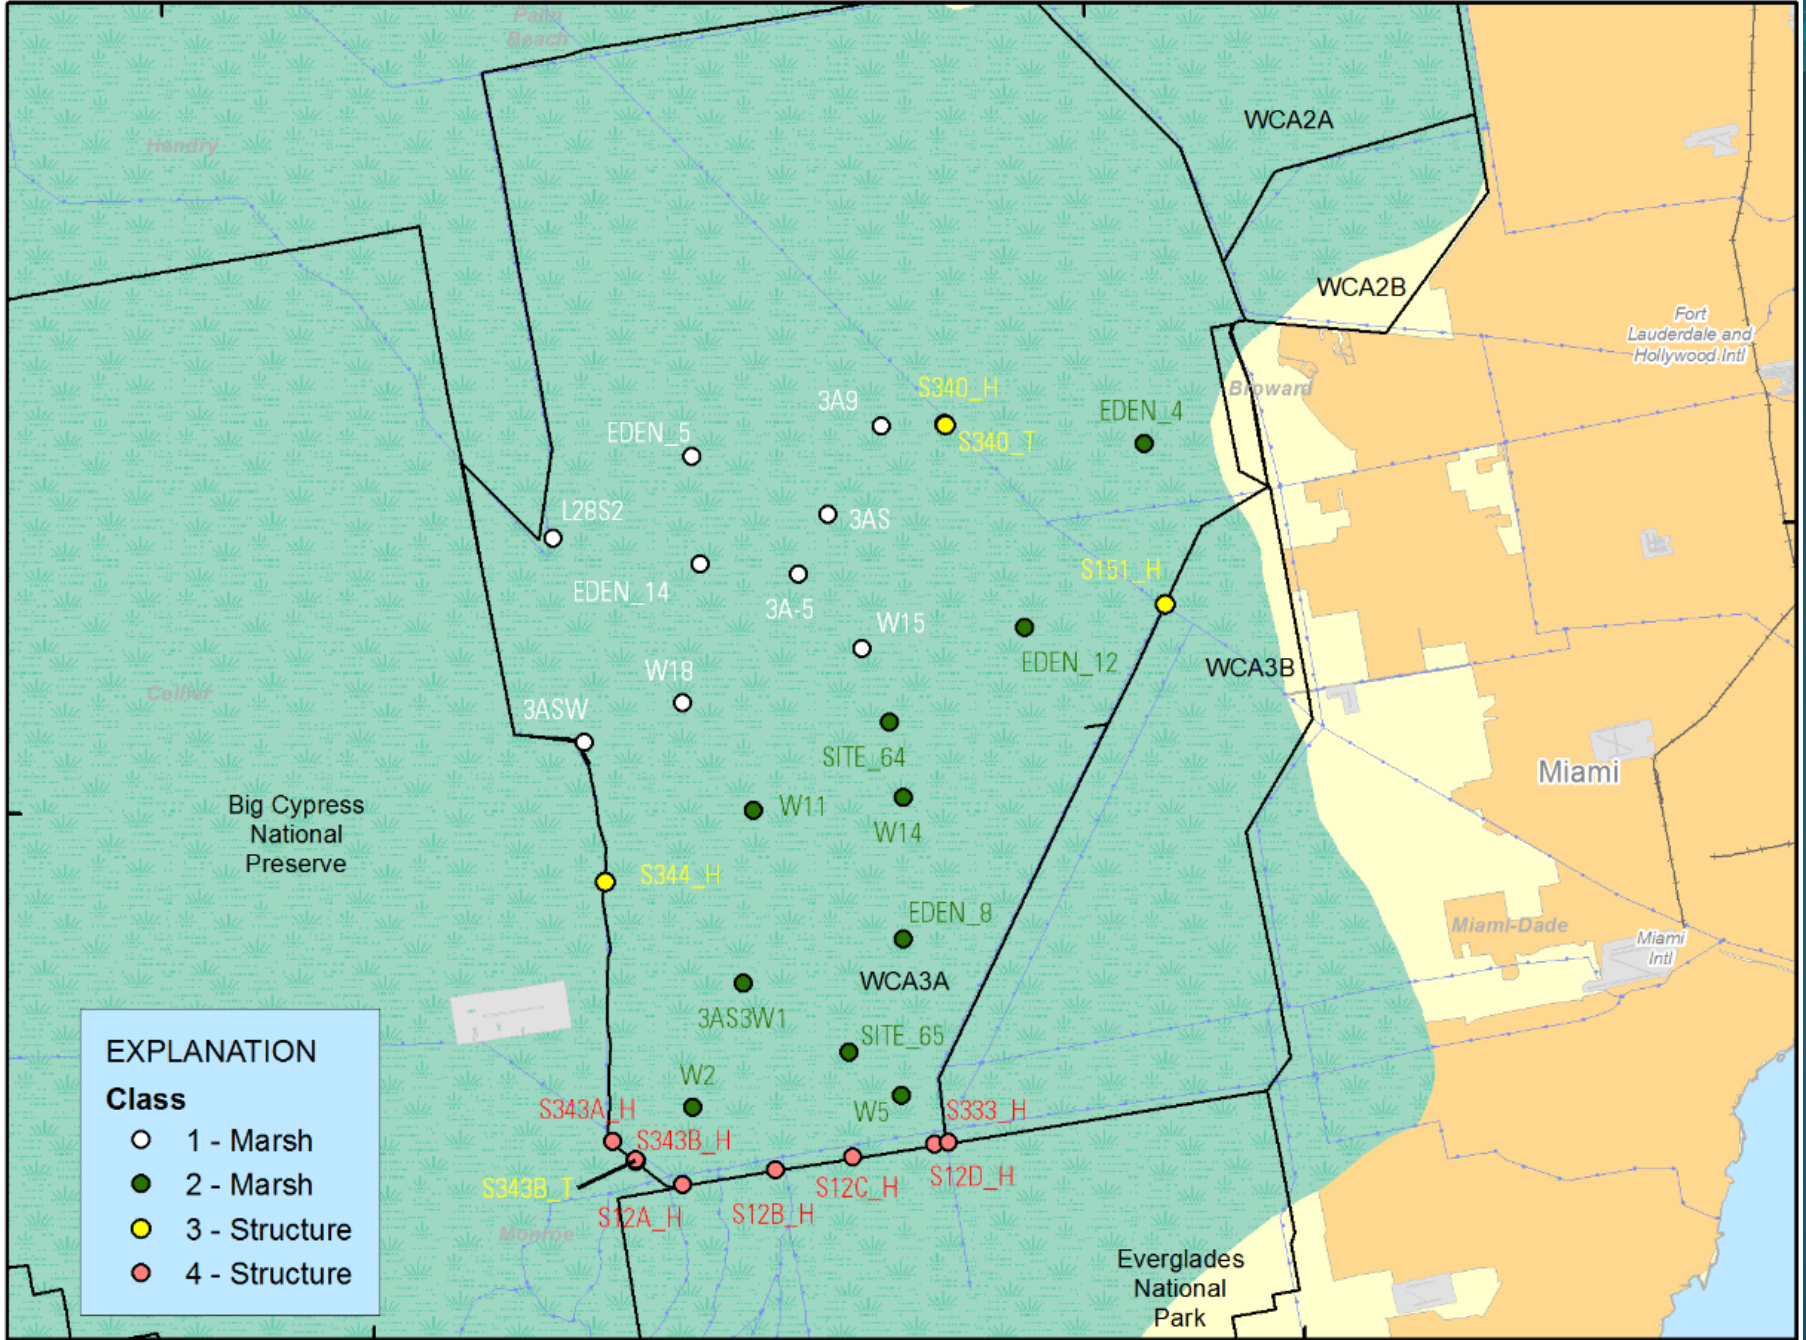 Palm
Beach
WCA2A
Hendry
WCA2B
Fort
Lauderdale and
Hollywood Intl
Broward
3A9
S340_H
EDEN_4
EDEN_5
S340_T
L28S2
3AS
S151_H
EDEN_14
3A-5
W15
EDEN_12
WCA3B
W18
Collier
3ASW
SITE_64
Miami
Big Cypress
National
Preserve
W11
W14
S344_H
EDEN_8
Miami-Dade
Miami
Intl
WCA3A
3AS3W1
SITE_65
W2
W5
S343A_H
S333_H
S343B_H
S343B_T
S12D_H
S12C_H
S12B_H
S12A_H
Monroe
Everglades
National
Park
EXPLANATION
Class
1 - Marsh
2 - Marsh
3 - Structure
4 - Structure